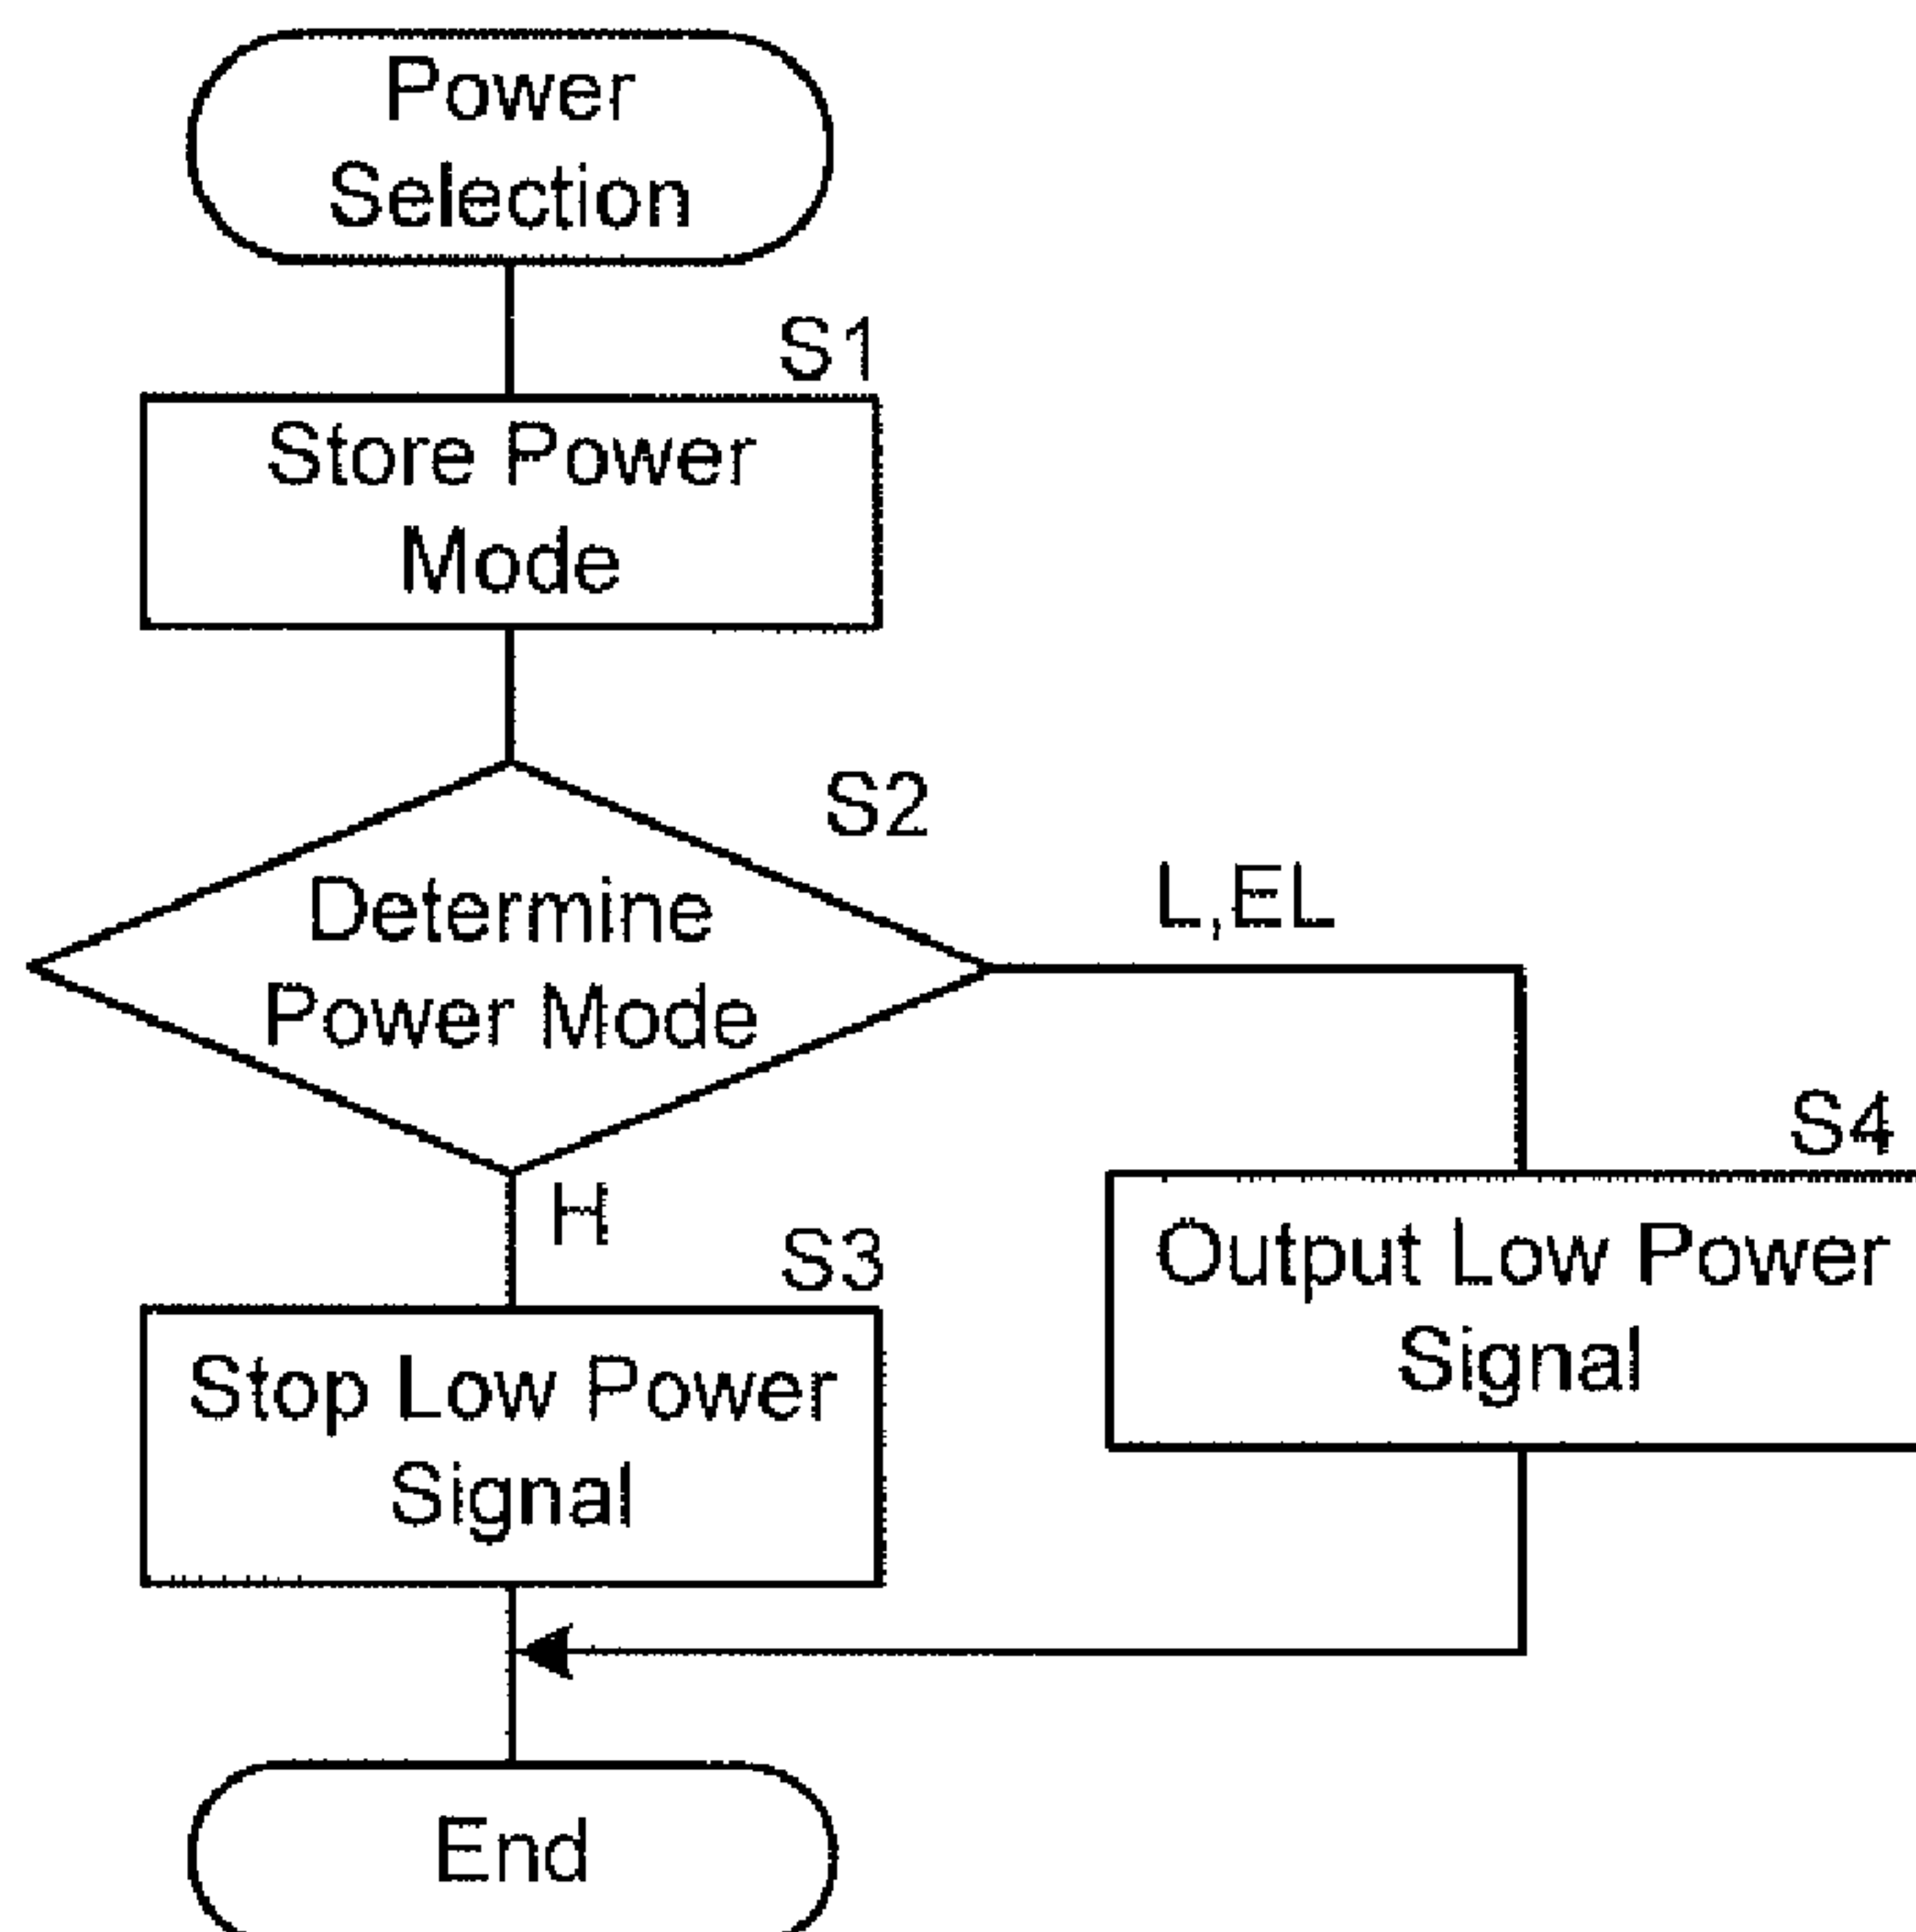 Power
Selection
S1
Store Power
Mode
S2
Determine
Power Mode
L,EL
H
S3
Stop Low Power
Signal
S4
Output Low Power
Signal
End